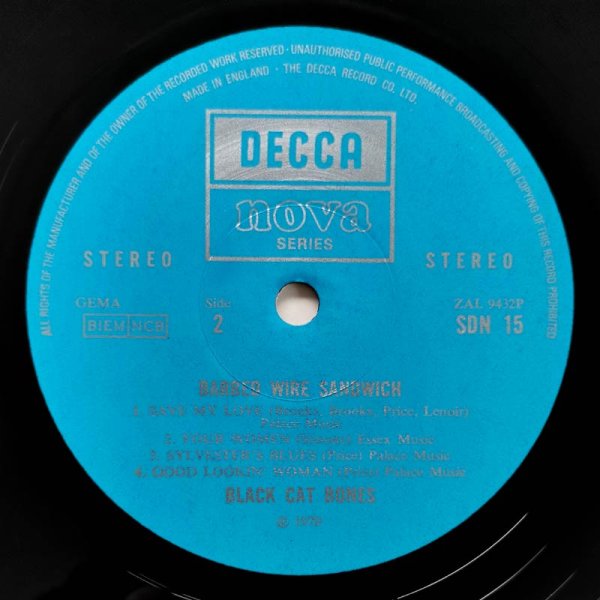 ALL RIGHTS OF THE MANUFACTURER AND OF THE OWNER OF THE RECORDED WORK RESERVED · UNAUTHORISED PUBLIC PERFORMANCE BROADCASTING AND COPYING OF THIS RECORD PROHIBITED
MADE IN ENGLAND · THE DECCA RECORD CO. LTD.
DECCA
nova
SERIES
STEREO STEREO
GEMA Side ZAL 9432P
BIEM NCB 2 SDN 15
BARBED WIRE SANDWICH
1. SAVE MY LOVE (Brooks, Price, Lenoir)
Palace Music
2. FOUR WOMEN Essex Music
3. SYLVESTER'S BLUES (Price) Palace Music
4. GOOD LOOKIN' WOMAN (Price) Palace Music
BLACK CAT BONES
℗ 1970